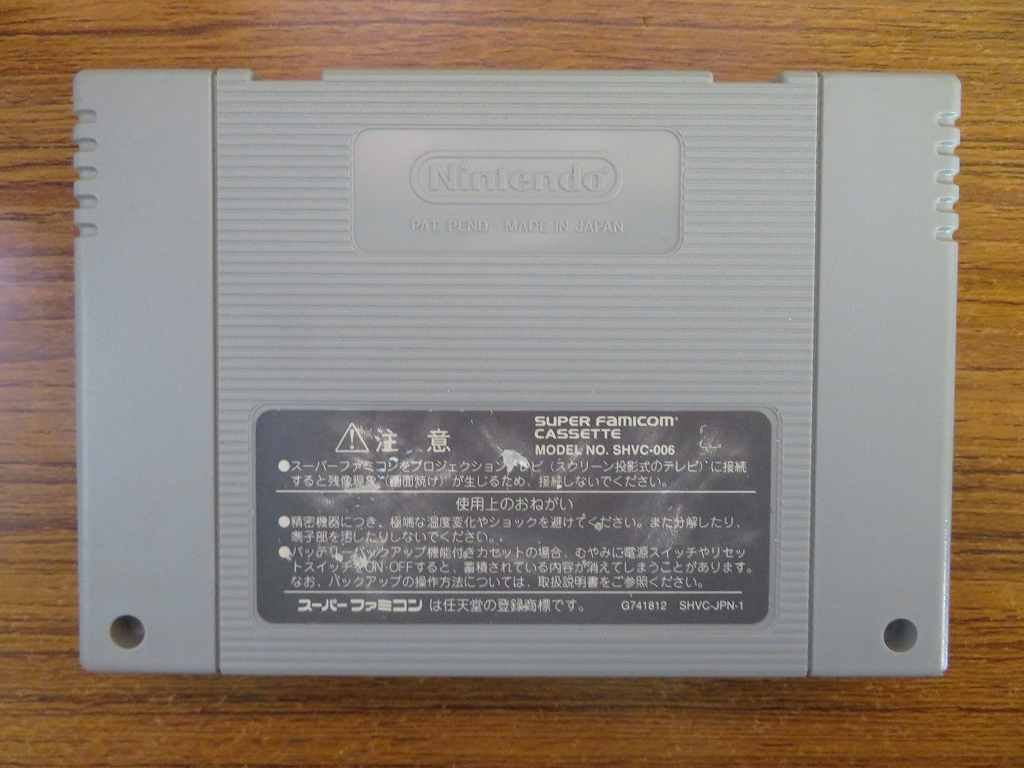 Nintendo®
PAT. PEND. MADE IN JAPAN
⚠注意
SUPER FAMICOM®
CASSETTE
MODEL NO. SHVC-006
●スーパーファミコンをプロジェクションテレビ(スクリーン投影式のテレビ)に接続
すると残像現象(画面焼け)が生じるため、接続しないでください。
使用上のおねがい
●精密機器につき、極端な温度変化やショックを避けてください。また分解したり、
端子部を汚したりしないでください。
●バッテリーバックアップ機能付きカセットの場合、むやみに電源スイッチやリセッ
トスイッチをON・OFFすると、蓄積されている内容が消えてしまうことがあります。
なお、バックアップの操作方法については、取扱説明書をご参照ください。
スーパーファミコンは任天堂の登録商標です。
G741812 SHVC-JPN-1